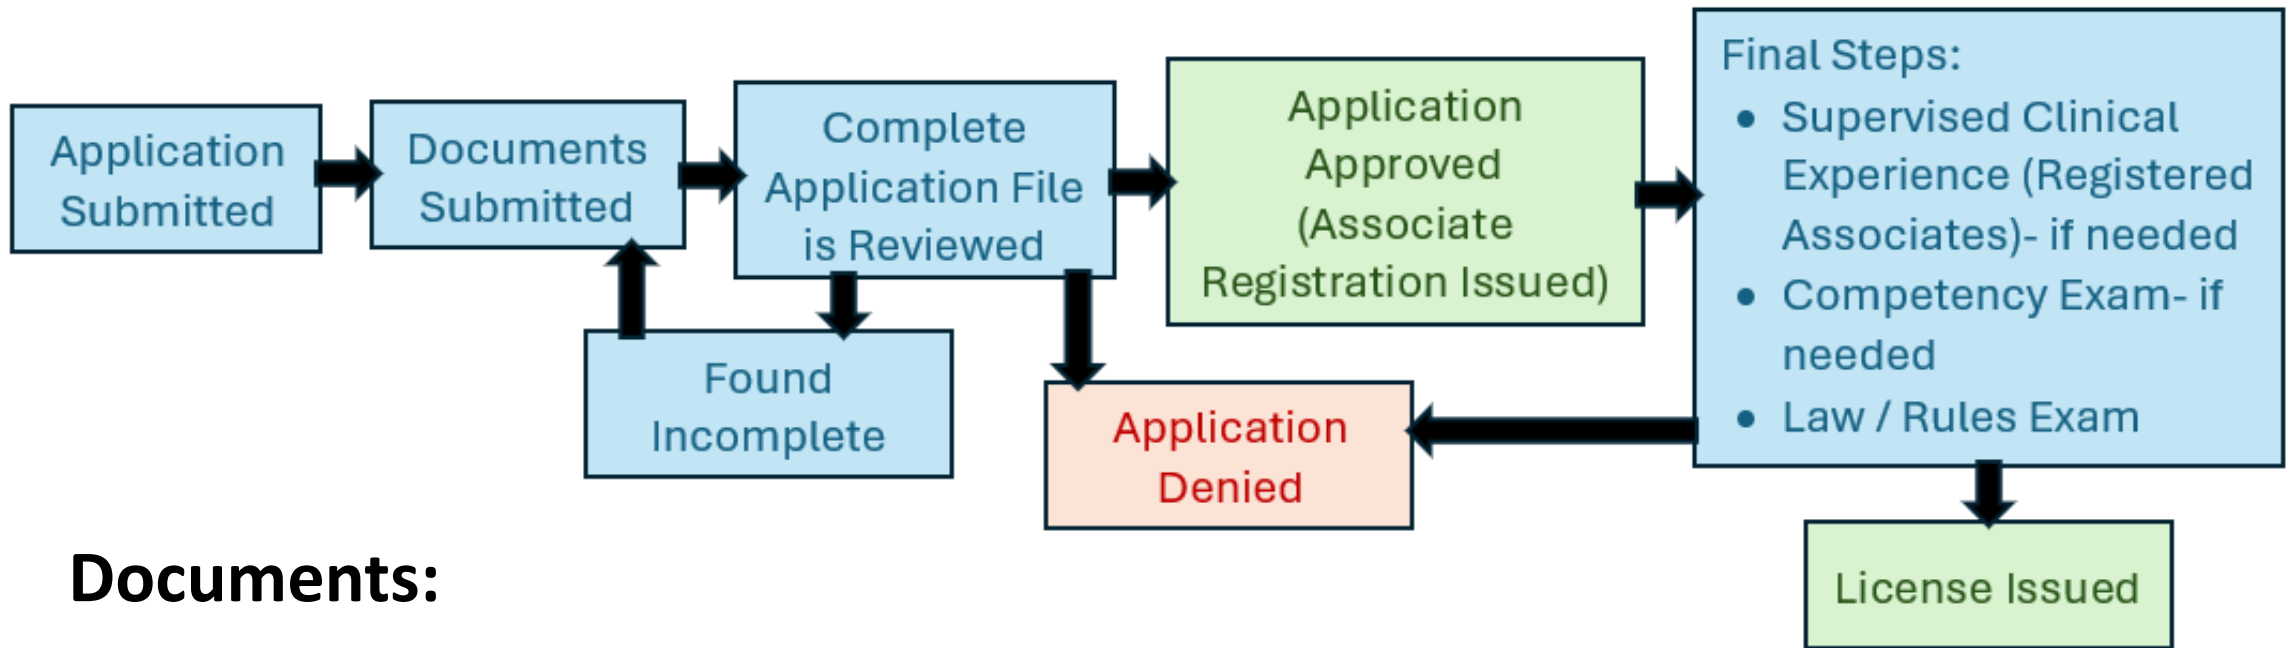 Application
Submitted
Documents
Submitted
Complete
Application File
is Reviewed
Found
Incomplete
Application
Approved
(Associate
Registration Issued)
Application
Denied
Final Steps:
• Supervised Clinical
Experience (Registered
Associates)- if needed
• Competency Exam- if
needed
• Law / Rules Exam
License Issued
Documents: